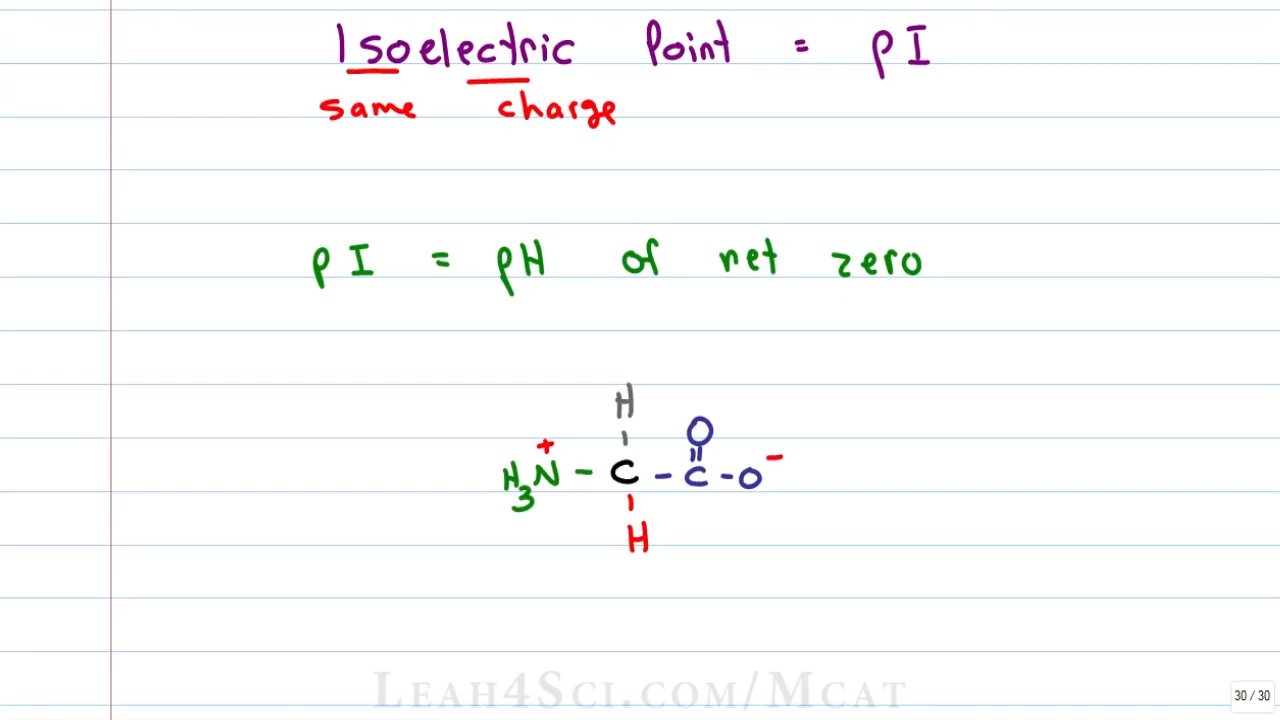 Isoelectric Point = pI
same charge
pI = pH of net zero
H
O
H3N+ - C - C - O-
H
Leah4Sci.com/Mcat
30 / 30